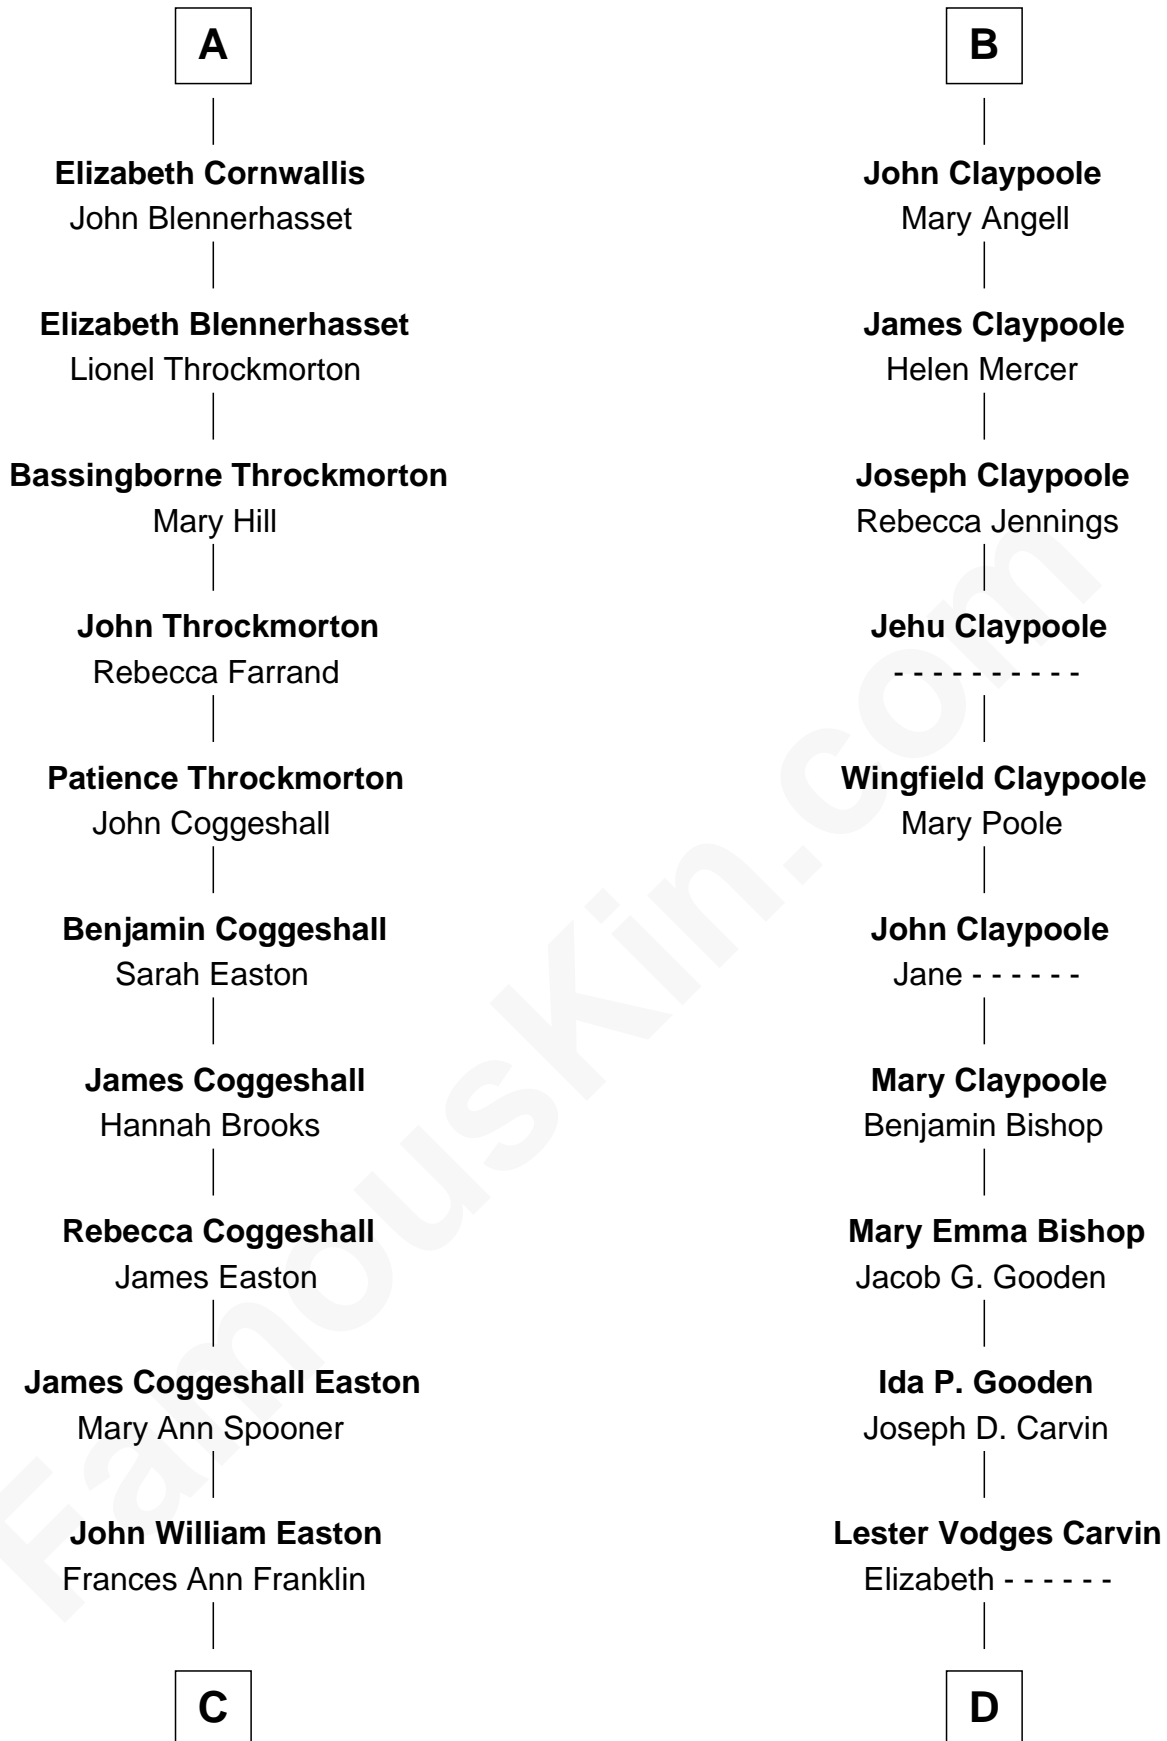 A
Elizabeth Cornwallis
John Blennerhasset
Elizabeth Blennerhasset
Lionel Throckmorton
Bassingborne Throckmorton
Mary Hill
John Throckmorton
Rebecca Farrand
Patience Throckmorton
John Coggeshall
Benjamin Coggeshall
Sarah Easton
James Coggeshall
Hannah Brooks
Rebecca Coggeshall
James Easton
James Coggeshall Easton
Mary Ann Spooner
John William Easton
Frances Ann Franklin
C
B
John Claypoole
Mary Angell
James Claypoole
Helen Mercer
Joseph Claypoole
Rebecca Jennings
Jehu Claypoole
- - - - - - - - - -
Wingfield Claypoole
Mary Poole
John Claypoole
Jane - - - - - -
Mary Claypoole
Benjamin Bishop
Mary Emma Bishop
Jacob G. Gooden
Ida P. Gooden
Joseph D. Carvin
Lester Vodges Carvin
Elizabeth - - - - - -
D
FamousKin.com